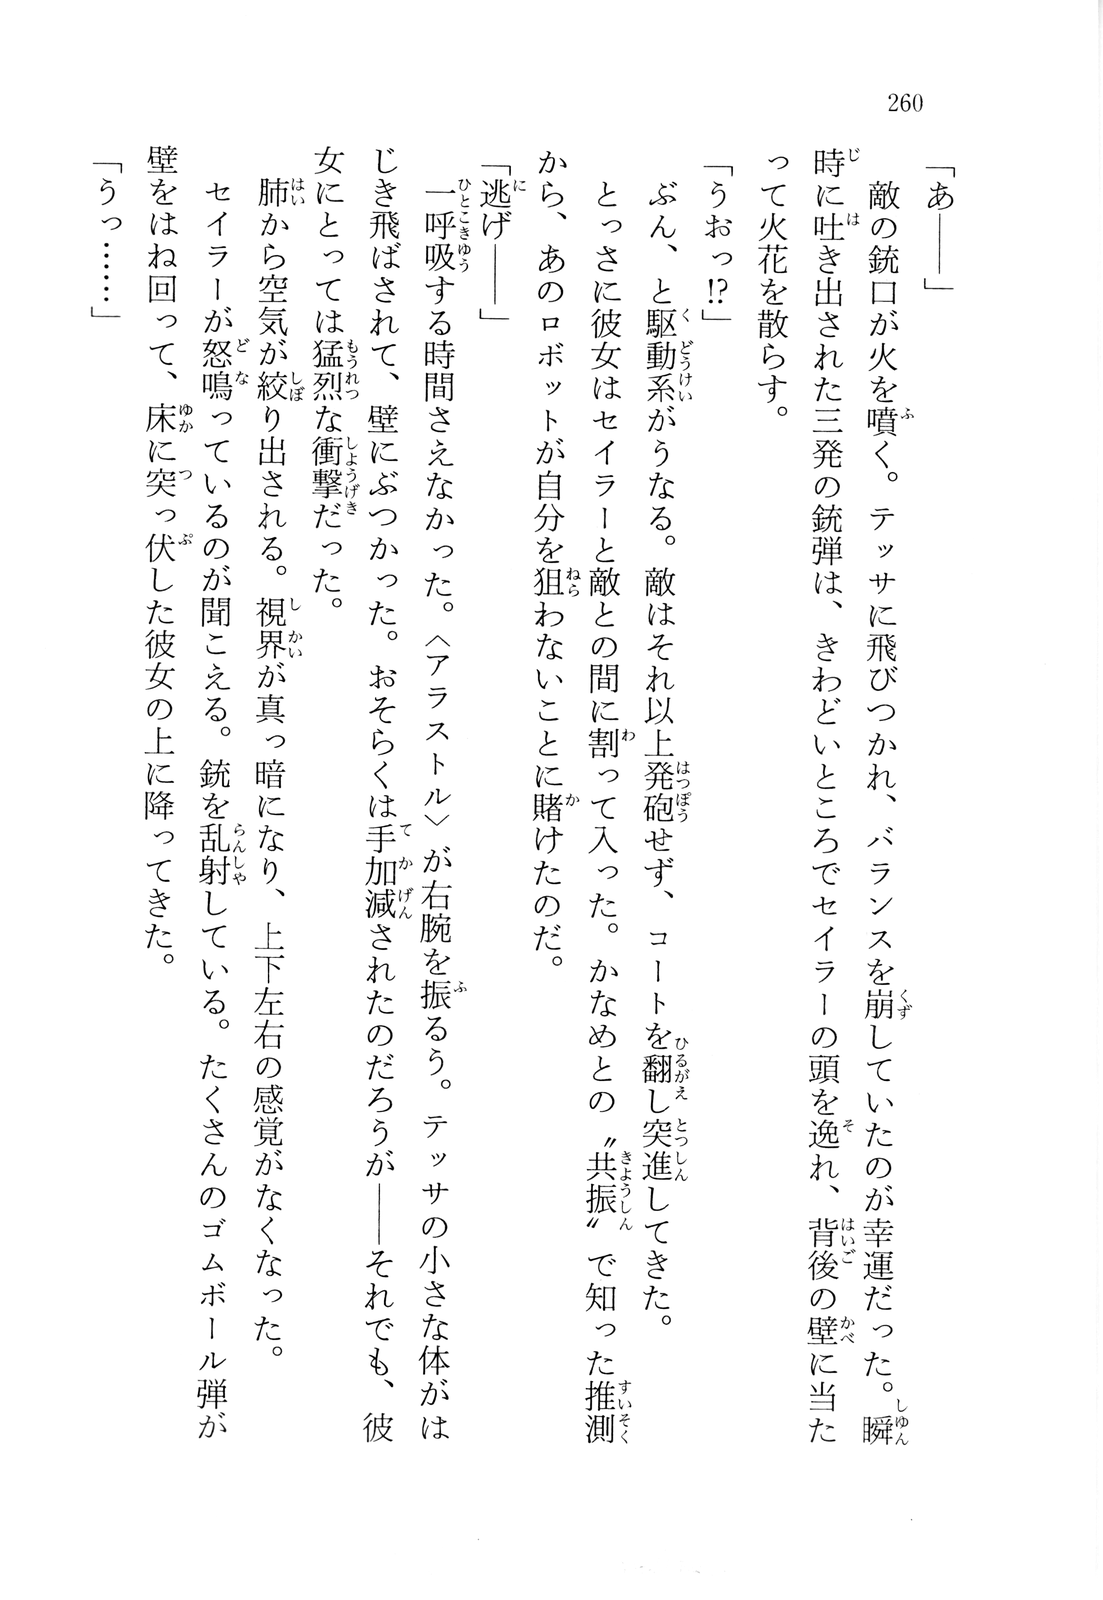 260
「あ――」
　敵の銃口が火を噴く。テッサに飛びつかれ、バランスを崩していたのが幸運だった。瞬
時に吐き出された三発の銃弾は、きわどいところでセイラーの頭を逸れ、背後の壁に当た
って火花を散らす。
「うおっ!?」
　ぶん、と駆動系がうなる。敵はそれ以上発砲せず、コートを翻し突進してきた。
　とっさに彼女はセイラーと敵との間に割って入った。かなめとの〝共振〟で知った推測
から、あのロボットが自分を狙わないことに賭けたのだ。
「逃げ――」
　一呼吸する時間さえなかった。〈アラストル〉が右腕を振るう。テッサの小さな体がは
じき飛ばされて、壁にぶつかった。おそらくは手加減されたのだろうが――それでも、彼
女にとっては猛烈な衝撃だった。
　肺から空気が絞り出される。視界が真っ暗になり、上下左右の感覚がなくなった。
　セイラーが怒鳴っているのが聞こえる。銃を乱射している。たくさんのゴムボール弾が
壁をはね回って、床に突っ伏した彼女の上に降ってきた。
「うっ……」